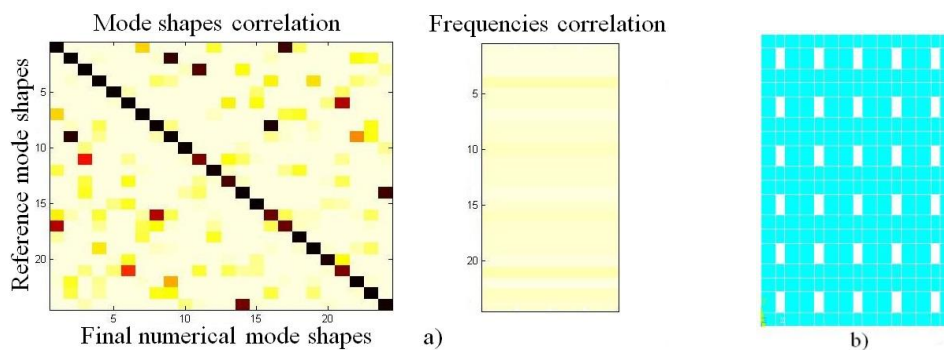 Mode shapes correlation
Frequencies correlation
Reference mode shapes
5
10
15
20
5
10
15
20
Final numerical mode shapes
a)
5
10
15
20
b)